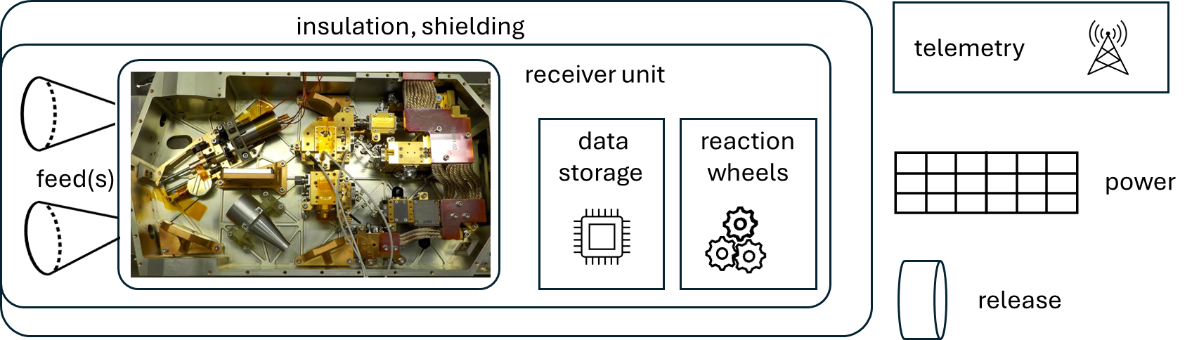 insulation, shielding
receiver unit
feed(s)
data
storage
reaction
wheels
telemetry
power
release